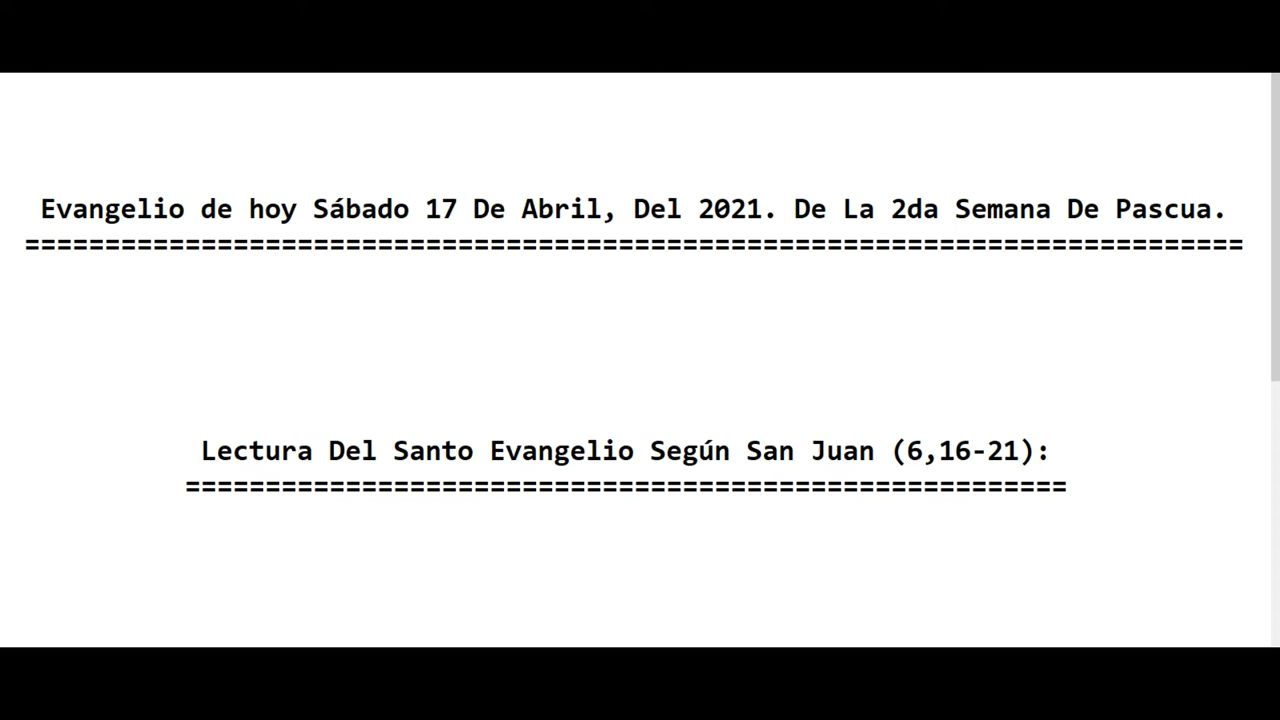 Evangelio de hoy Sábado 17 De Abril, Del 2021. De La 2da Semana De Pascua.
============================================================================
Lectura Del Santo Evangelio Según San Juan (6,16-21):
=======================================================